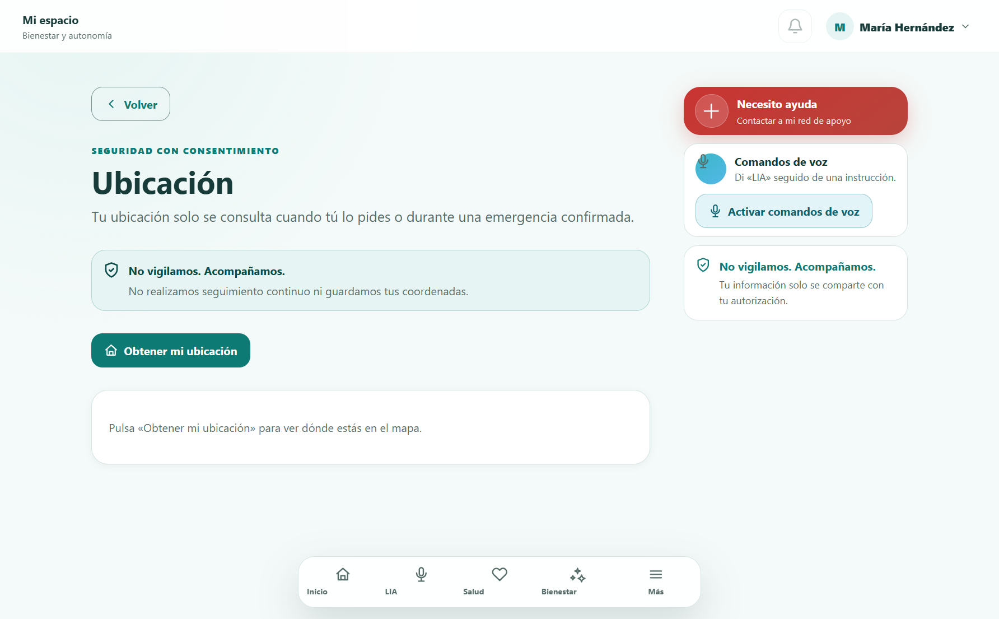 Mi espacio
Bienestar y autonomía
M
María Hernández
Volver
SEGURIDAD CON CONSENTIMIENTO
Ubicación
Tu ubicación solo se consulta cuando tú lo pides o durante una emergencia confirmada.
No vigilamos. Acompañamos.
No realizamos seguimiento continuo ni guardamos tus coordenadas.
Obtener mi ubicación
Pulsa «Obtener mi ubicación» para ver dónde estás en el mapa.
Necesito ayuda
Contactar a mi red de apoyo
Comandos de voz
Di «LIA» seguido de una instrucción.
Activar comandos de voz
No vigilamos. Acompañamos.
Tu información solo se comparte con
tu autorización.
Inicio
LIA
Salud
Bienestar
Más